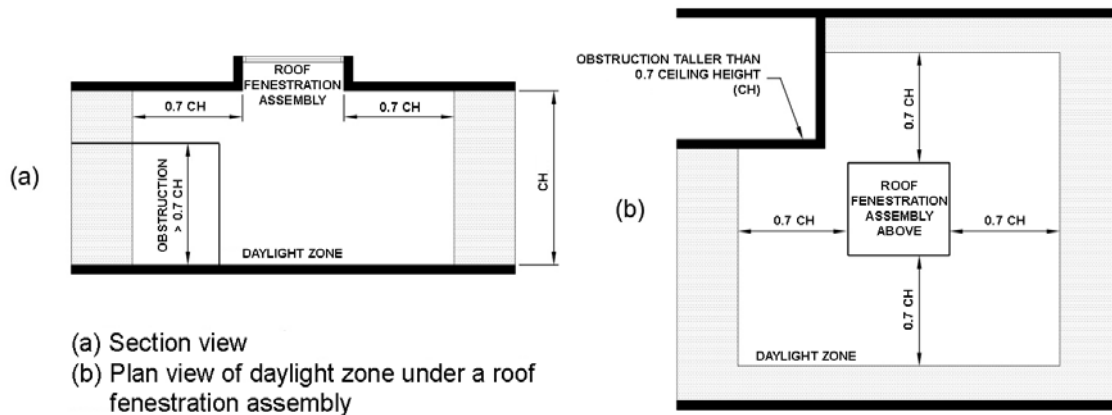 (a)
ROOF
FENESTRATION
ASSEMBLY
0.7 CH
0.7 CH
OBSTRUCTION
> 0.7 CH
CH
DAYLIGHT ZONE
(a) Section view
(b) Plan view of daylight zone under a roof
fenestration assembly
(b)
OBSTRUCTION TALLER THAN
0.7 CEILING HEIGHT
(CH)
0.7 CH
ROOF
FENESTRATION
ASSEMBLY
ABOVE
0.7 CH
0.7 CH
0.7 CH
DAYLIGHT ZONE